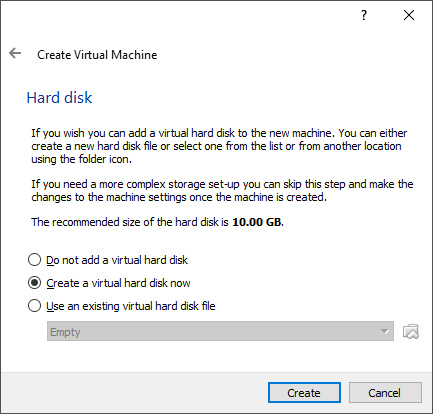 ?
Create Virtual Machine
Hard disk
If you wish you can add a virtual hard disk to the new machine. You can either
create a new hard disk file or select one from the list or from another location
using the folder icon.
If you need a more complex storage set-up you can skip this step and make the
changes to the machine settings once the machine is created.
The recommended size of the hard disk is 10.00 GB.
Do not add a virtual hard disk
Create a virtual hard disk now
Use an existing virtual hard disk file
Empty
Create Cancel